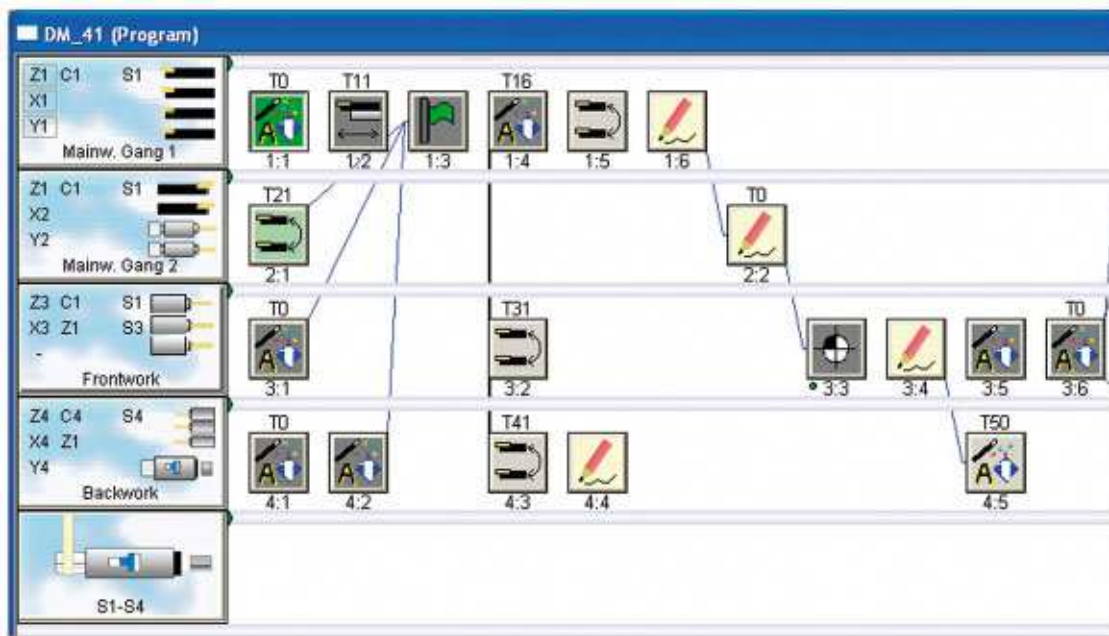 DM_41 (Program)
Z1 C1 S1
X1
Y1
Mainw. Gang 1
T0 T11 T16
A A
1:1 1:2 1:3 1:4 1:5 1:6
Z1 C1 S1
X2
Y2
Mainw. Gang 2
T21 T0
2:1 2:2
Z3 C1 S1
X3 Z1 S3
-
Frontwork
T0 T31 T0
A A A
3:1 3:2 3:3 3:4 3:5 3:6
Z4 C4 S4
X4 Z1
Y4
Backwork
T0 T41 T50
A A A
4:1 4:2 4:3 4:4 4:5
S1-S4